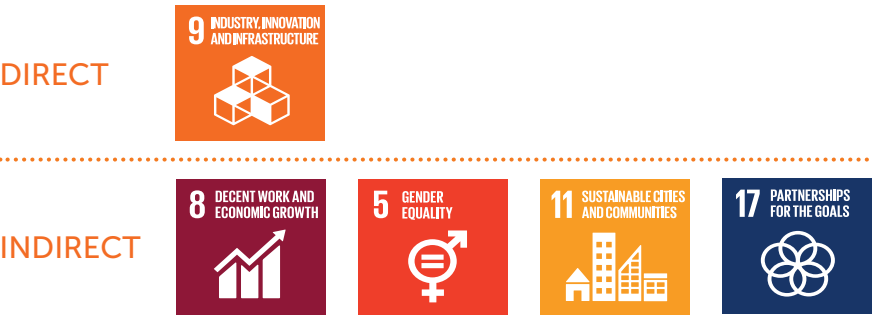 DIRECT
9 INDUSTRY, INNOVATION
AND INFRASTRUCTURE
INDIRECT
8 DECENT WORK AND
ECONOMIC GROWTH
5 GENDER
EQUALITY
11 SUSTAINABLE CITIES
AND COMMUNITIES
17 PARTNERSHIPS
FOR THE GOALS